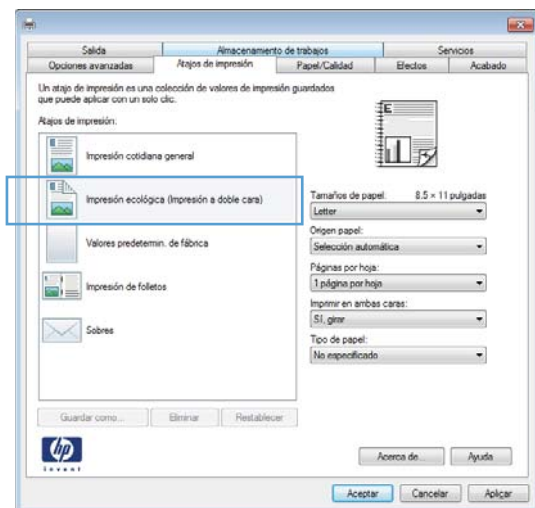 Salida
Almacenamiento de trabajos
Servicios
Opciones avanzadas
Atajos de impresión
Papel/Calidad
Efectos
Acabado
Un atajo de impresión es una colección de valores de impresión guardados
que puede aplicar con un solo clic.
Atajos de impresión:
Impresión cotidiana general
Impresión ecológica (Impresión a doble cara)
Valores predetermin. de fábrica
Impresión de folletos
Sobres
Guardar como...
Eliminar
Restablecer
E
Tamaños de papel: 8.5 × 11 pulgadas
Letter
Origen papel:
Selección automática
Páginas por hoja:
1 página por hoja
Imprimir en ambas caras:
Sí, girar
Tipo de papel:
No especificado
hp
invent
Acerca de...
Ayuda
Aceptar
Cancelar
Aplicar